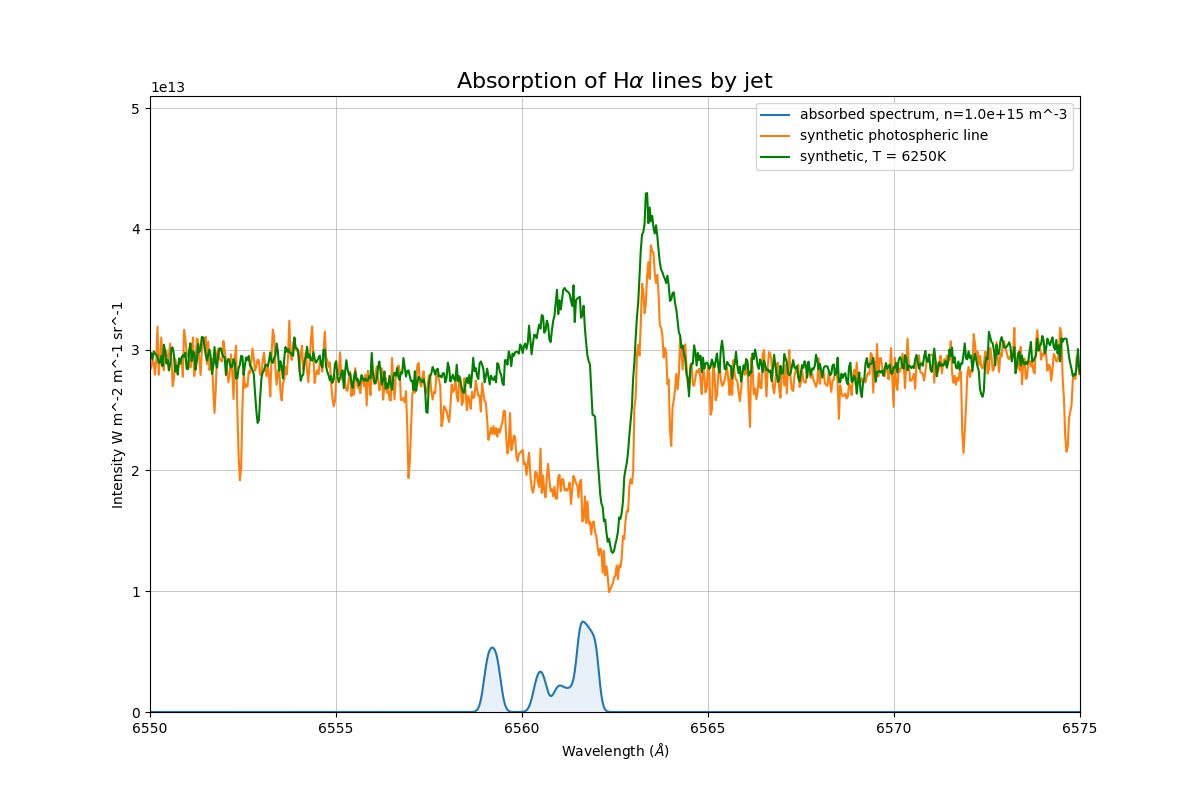 Absorption of Hα lines by jet
1e13
absorbed spectrum, n=1.0e+15 m^-3
synthetic photospheric line
synthetic, T = 6250K
5
4
3
2
1
0
Intensity W m^-2 m^-1 sr^-1
6550 6555 6560 6565 6570 6575
Wavelength (Å)